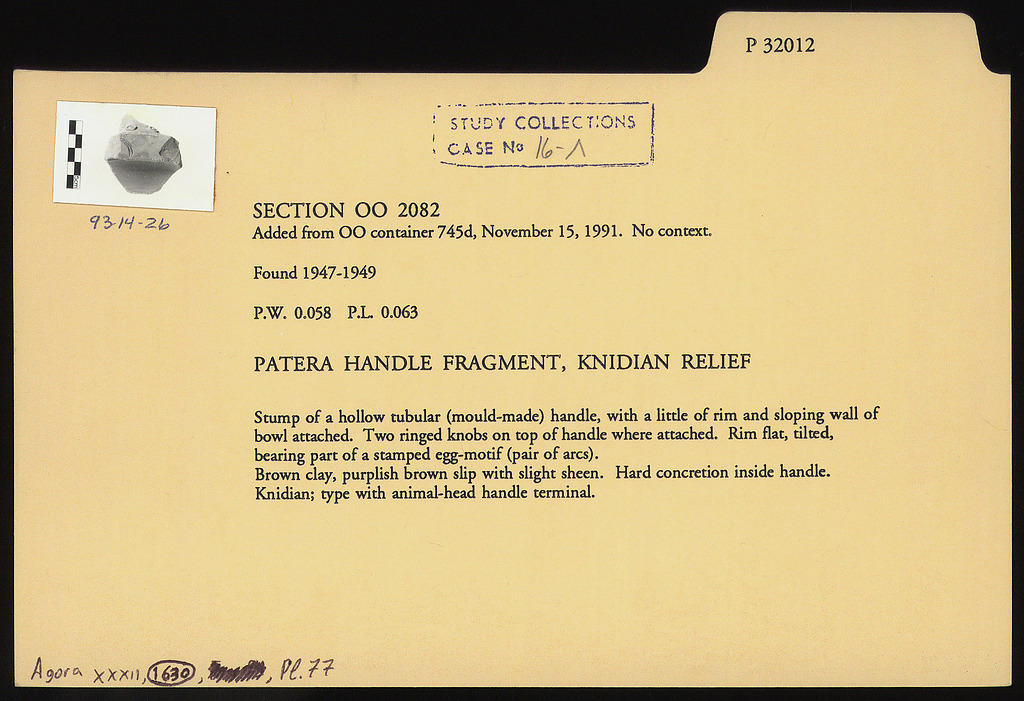 P 32012
STUDY COLLECTIONS
CASE No 16-1
93-14-26
SECTION OO 2082
Added from OO container 745d, November 15, 1991. No context.
Found 1947-1949
P.W. 0.058 P.L. 0.063
PATERA HANDLE FRAGMENT, KNIDIAN RELIEF
Stump of a hollow tubular (mould-made) handle, with a little of rim and sloping wall of
bowl attached. Two ringed knobs on top of handle where attached. Rim flat, tilted,
bearing part of a stamped egg-motif (pair of arcs).
Brown clay, purplish brown slip with slight sheen. Hard concretion inside handle.
Knidian; type with animal-head handle terminal.
Agora XXXII, 1630, , Pl. 77